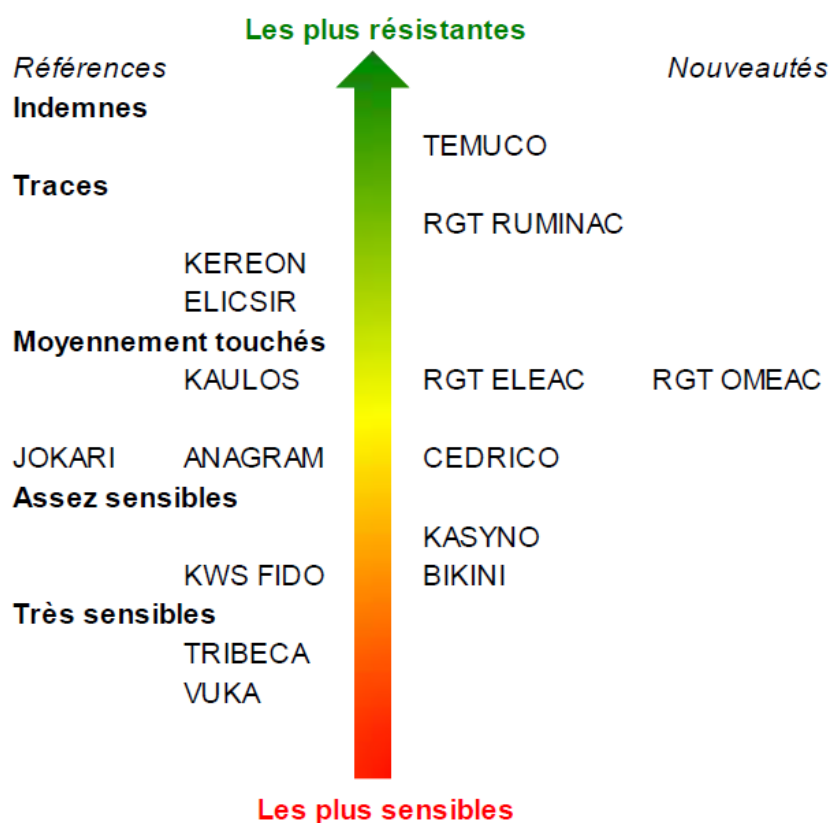 Les plus résistantes
Références Nouveautés
Indemnes
TEMUCO
Traces
RGT RUMINAC
KEREON
ELICSIR
Moyennement touchés
KAULOS RGT ELEAC RGT OMEAC
JOKARI ANAGRAM CEDRICO
Assez sensibles
KASYNO
KWS FIDO BIKINI
Très sensibles
TRIBECA
VUKA
Les plus sensibles